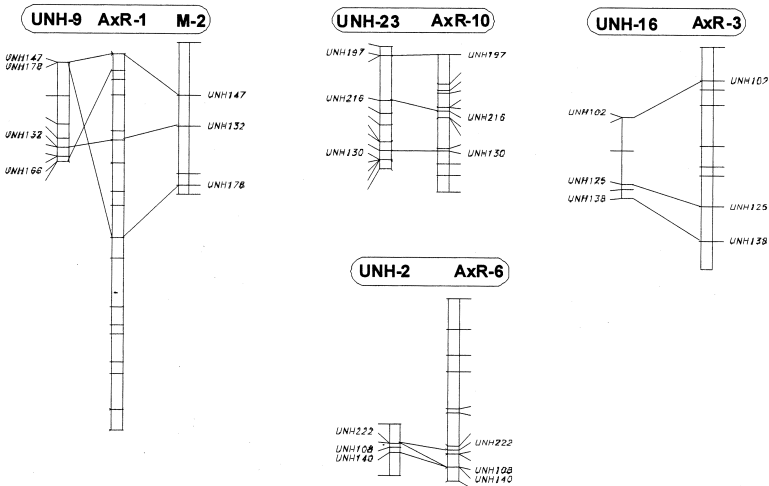 UNH-9 AxR-1 M-2
UNH147
UNH178
UNH132
UNH166
UNH147
UNH132
UNH178
UNH-23 AxR-10
UNH197
UNH216
UNH130
UNH197
UNH216
UNH130
UNH-16 AxR-3
UNH102
UNH125
UNH138
UNH102
UNH125
UNH138
UNH-2 AxR-6
UNH222
UNH108
UNH140
UNH222
UNH108
UNH140